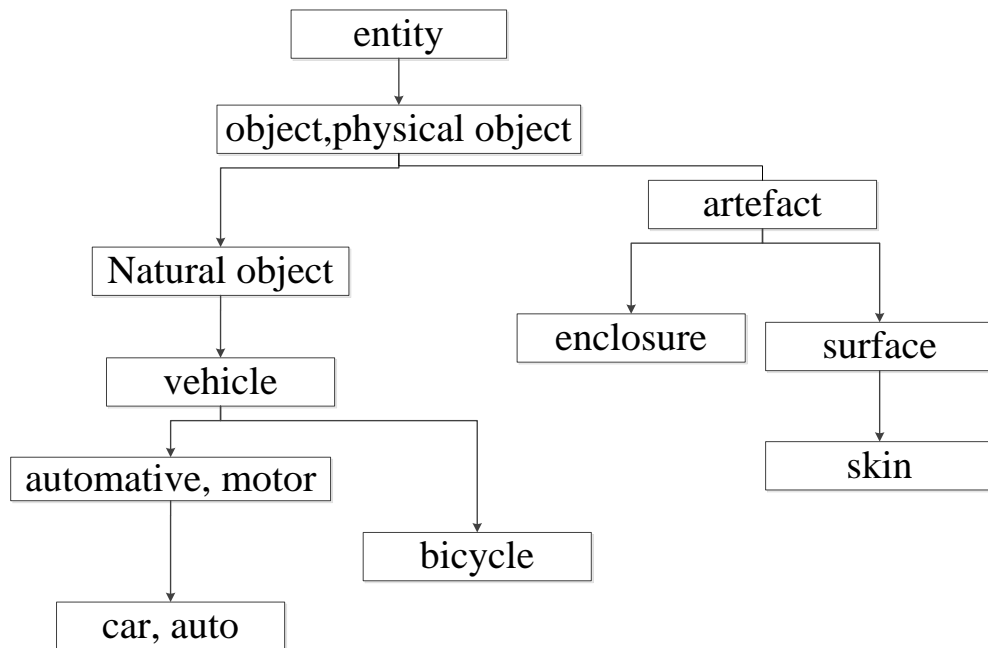 entity
object,physical object
artefact
Natural object
enclosure
surface
vehicle
automative, motor
skin
bicycle
car, auto